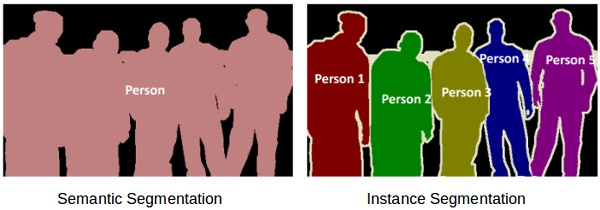 Person
Person 1
Person 2
Person 3
Person 4
Person 5
Semantic Segmentation
Instance Segmentation